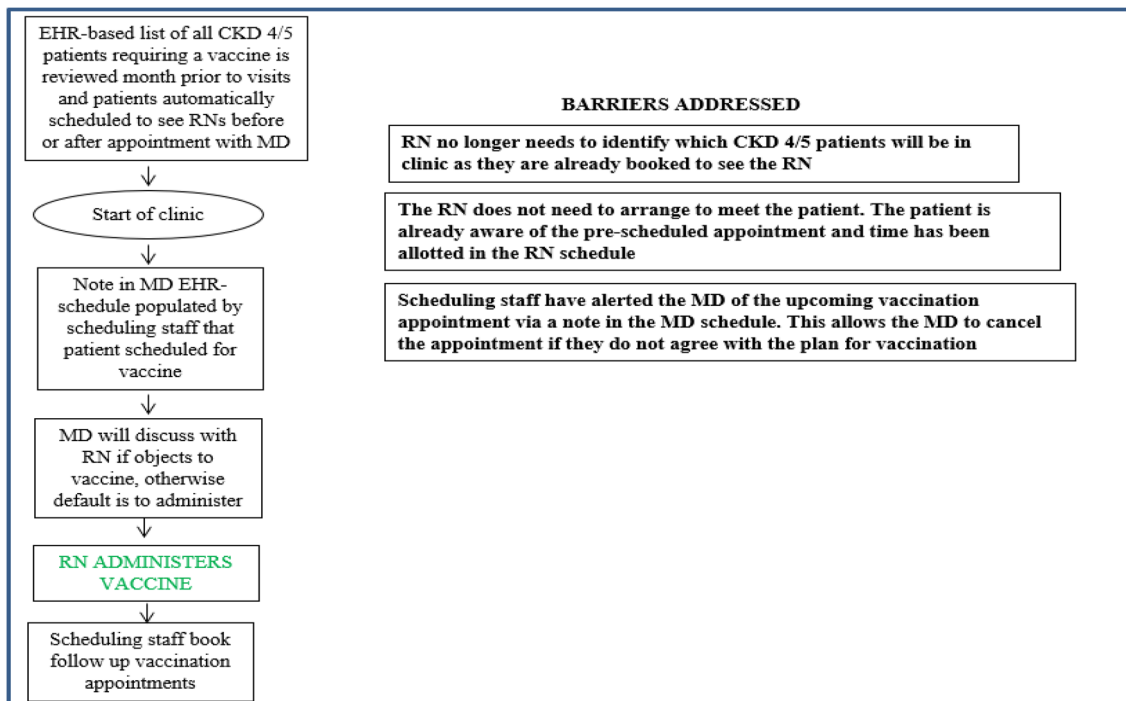 EHR-based list of all CKD 4/5
patients requiring a vaccine is
reviewed month prior to visits
and patients automatically
scheduled to see RNs before
or after appointment with MD
Start of clinic
Note in MD EHR-
schedule populated by
scheduling staff that
patient scheduled for
vaccine
MD will discuss with
RN if objects to
vaccine, otherwise
default is to administer
RN ADMINISTERS
VACCINE
Scheduling staff book
follow up vaccination
appointments
BARRIERS ADDRESSED
RN no longer needs to identify which CKD 4/5 patients will be in
clinic as they are already booked to see the RN
The RN does not need to arrange to meet the patient. The patient is
already aware of the pre-scheduled appointment and time has been
allotted in the RN schedule
Scheduling staff have alerted the MD of the upcoming vaccination
appointment via a note in the MD schedule. This allows the MD to cancel
the appointment if they do not agree with the plan for vaccination